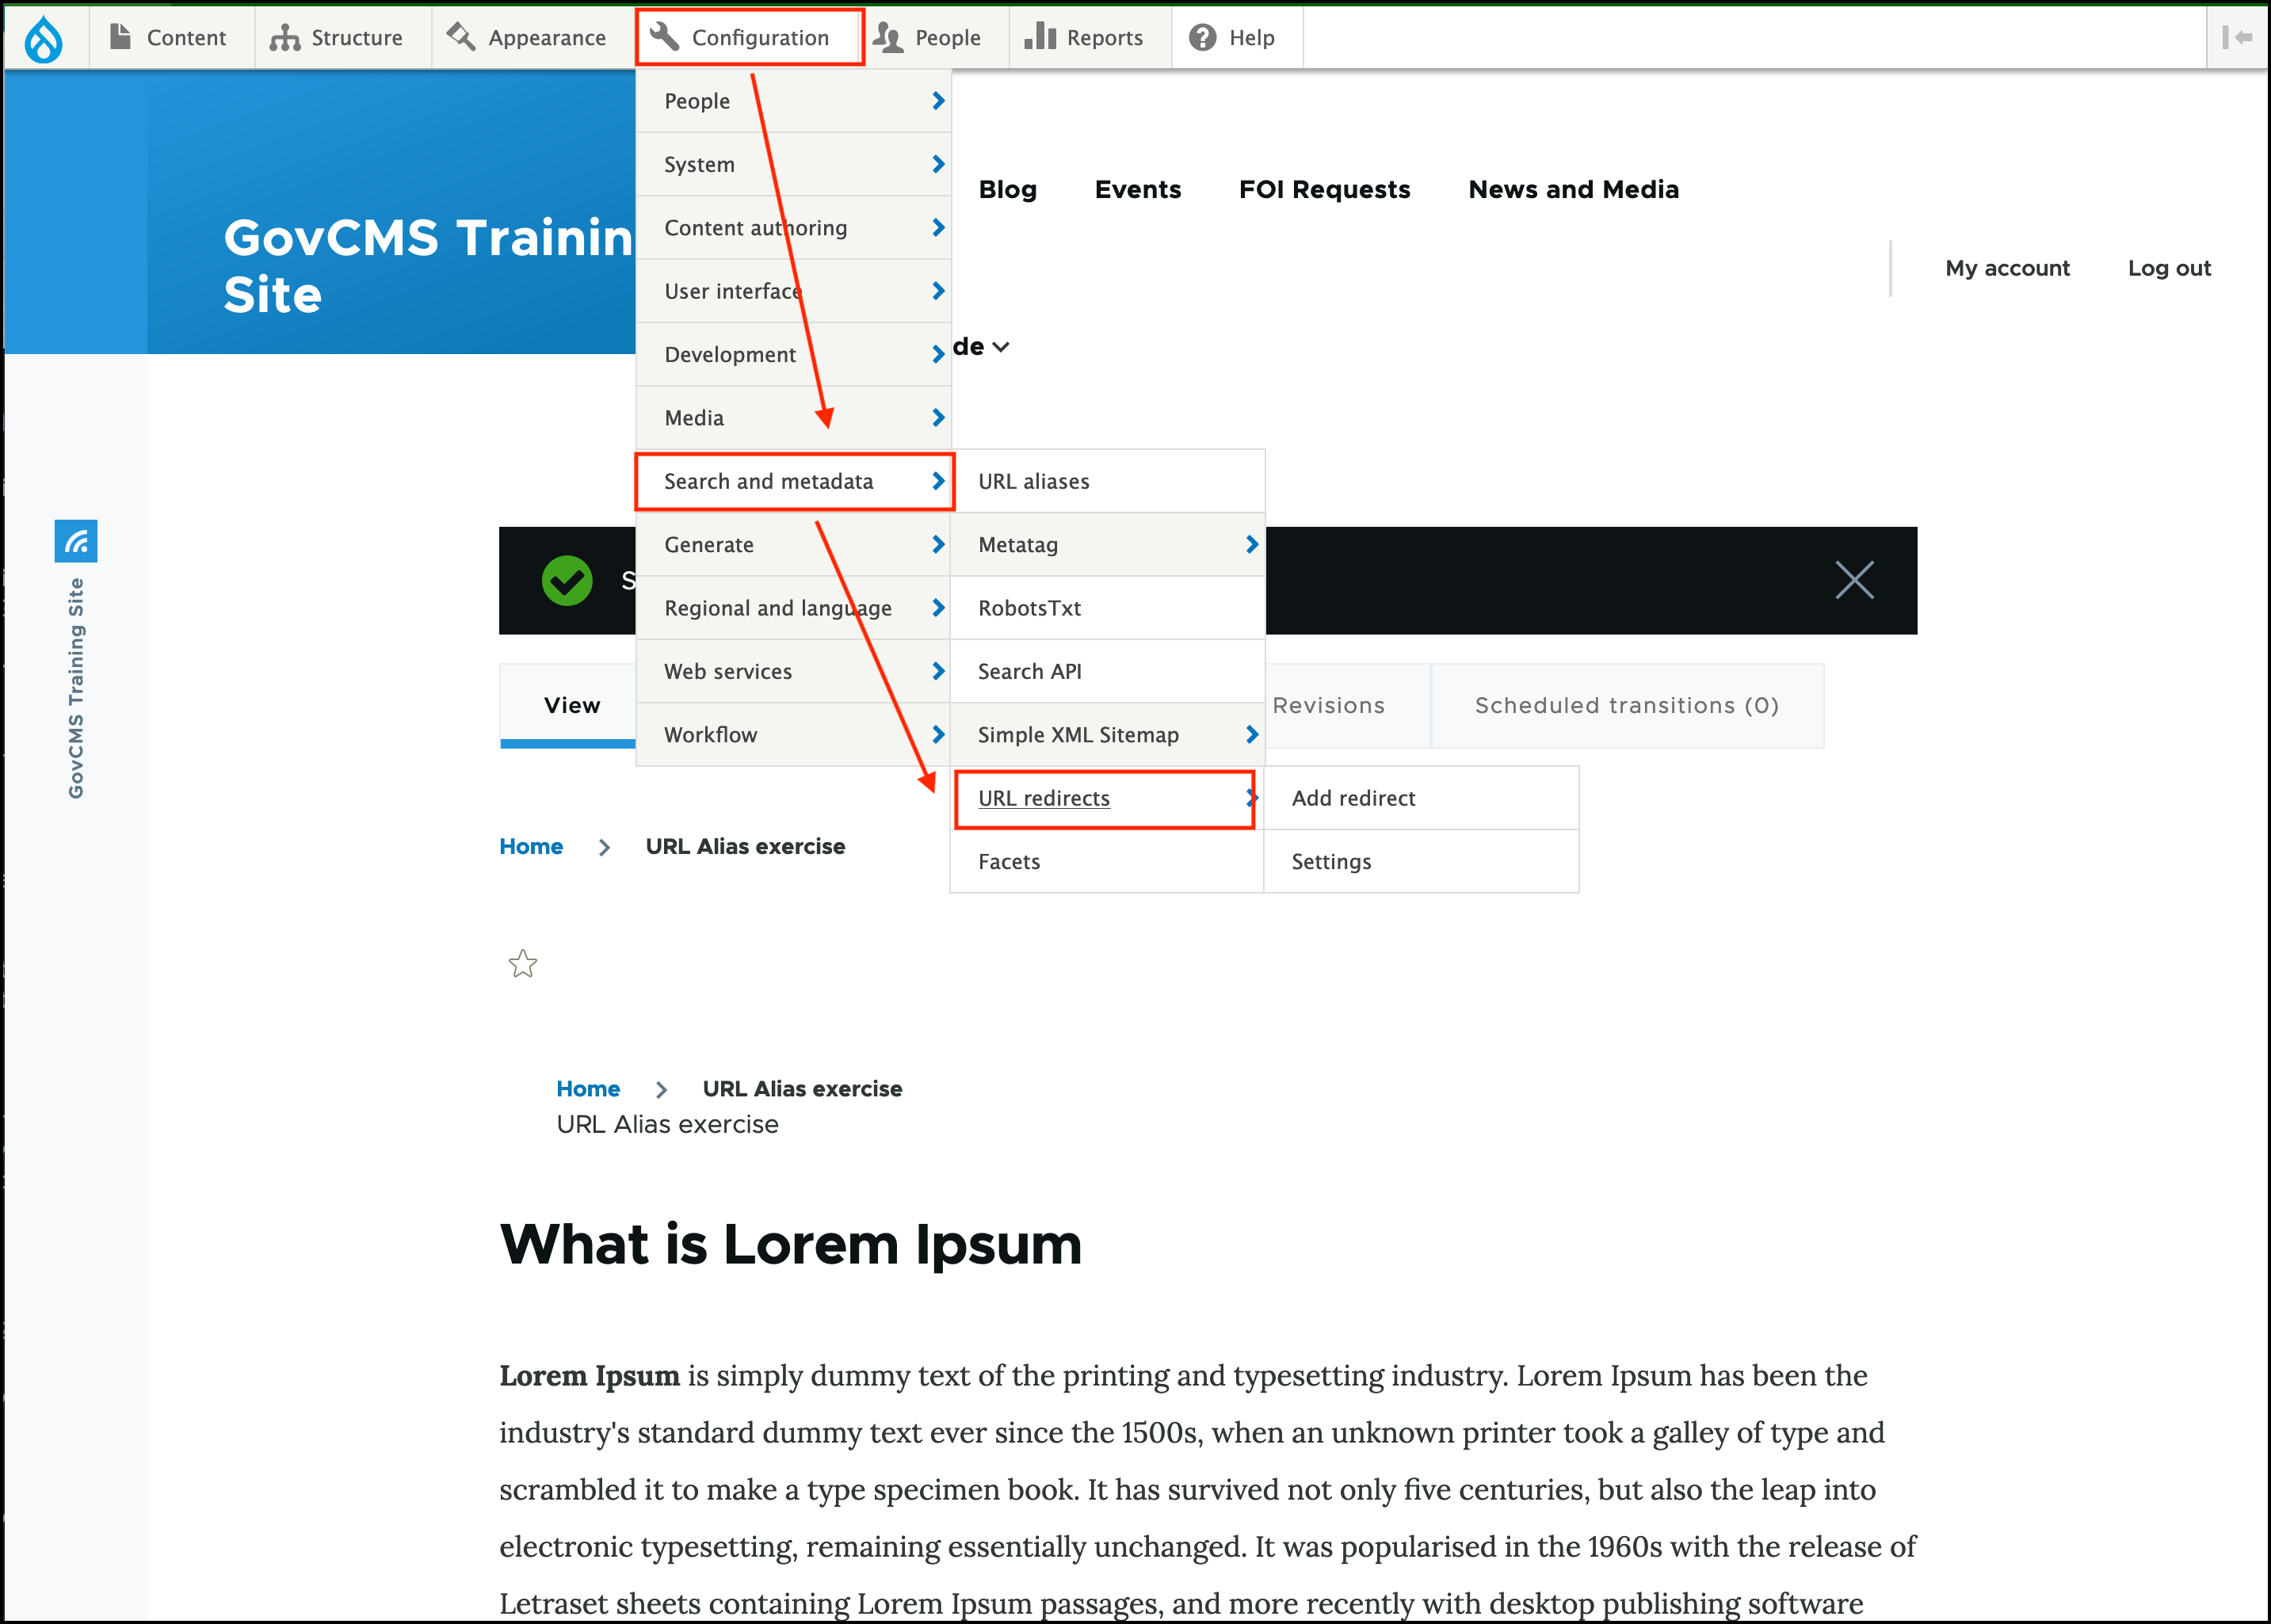 Content
Structure
Appearance
Configuration
People
Reports
Help
People
System
Content authoring
User interface
Development
Media
Search and metadata
Generate
Regional and language
Web services
Workflow
URL aliases
Metatag
RobotsTxt
Search API
Simple XML Sitemap
URL redirects
Facets
Add redirect
Settings
GovCMS Trainin
Site
Blog
Events
FOI Requests
News and Media
My account
Log out
de
GovCMS Training Site
S
View
Revisions
Scheduled transitions (0)
Home
URL Alias exercise
Home
URL Alias exercise
URL Alias exercise
What is Lorem Ipsum
Lorem Ipsum is simply dummy text of the printing and typesetting industry. Lorem Ipsum has been the
industry's standard dummy text ever since the 1500s, when an unknown printer took a galley of type and
scrambled it to make a type specimen book. It has survived not only five centuries, but also the leap into
electronic typesetting, remaining essentially unchanged. It was popularised in the 1960s with the release of
Letraset sheets containing Lorem Ipsum passages, and more recently with desktop publishing software